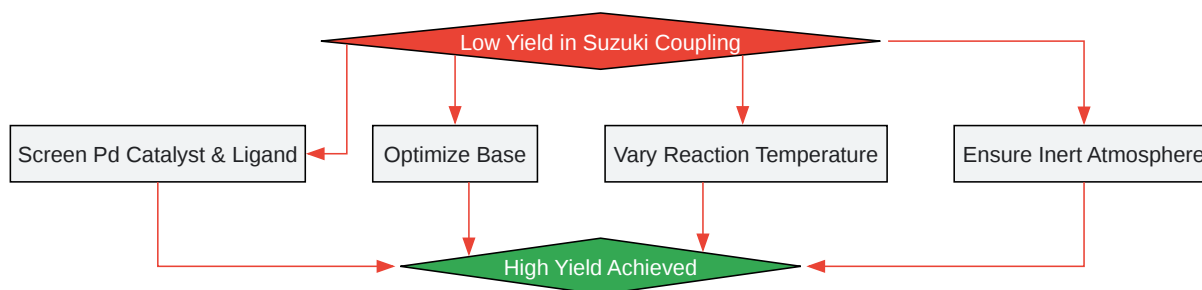 Low Yield in Suzuki Coupling
Screen Pd Catalyst & Ligand
Optimize Base
Vary Reaction Temperature
Ensure Inert Atmosphere
High Yield Achieved